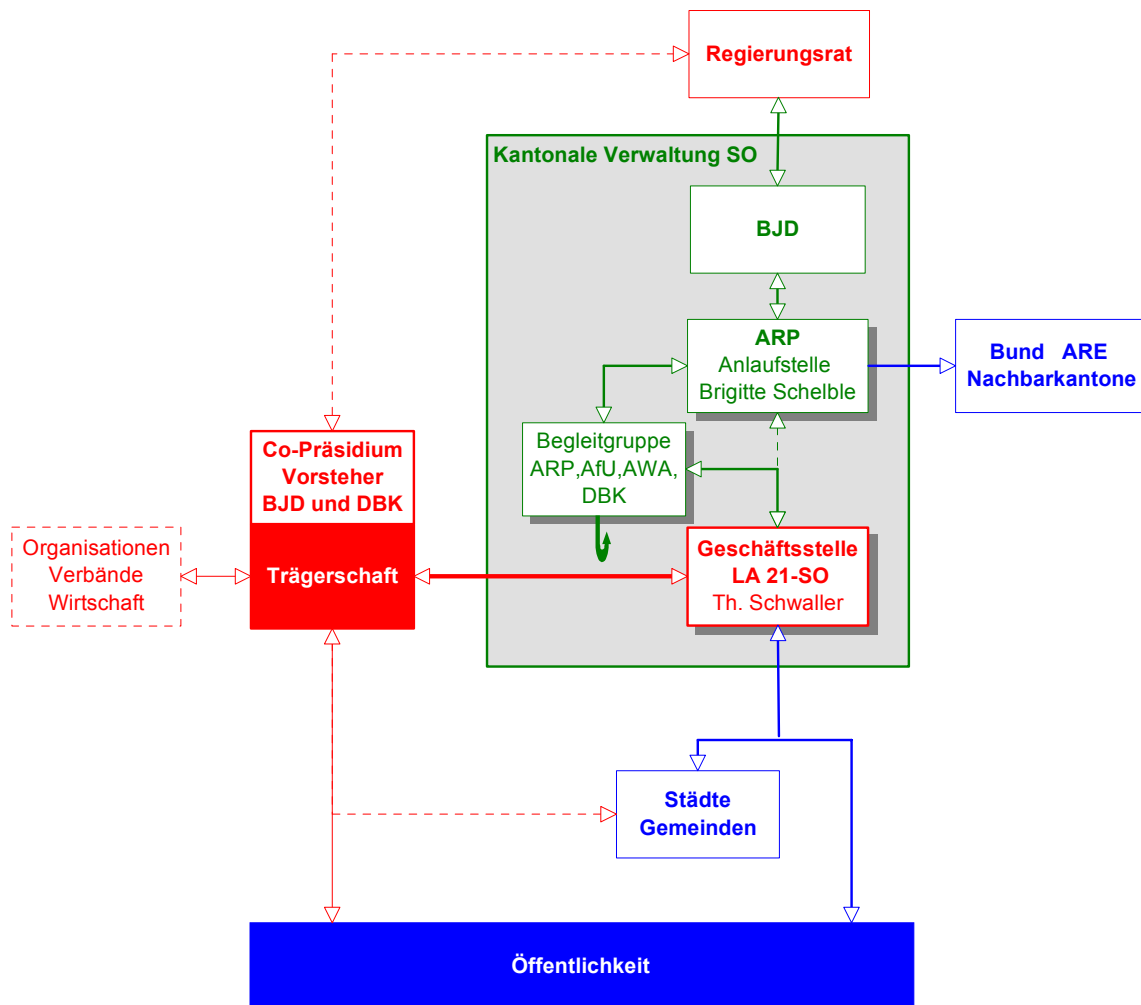 Regierungsrat
Kantonale Verwaltung SO
BJD
ARP
Anlaufstelle
Brigitte Schelble
Bund ARE
Nachbarkantone
Begleitgruppe
ARP,AfU,AWA,
DBK
Co-Präsidium
Vorsteher
BJD und DBK
Organisationen
Verbände
Wirtschaft
Trägerschaft
Geschäftsstelle
LA 21-SO
Th. Schwaller
Städte
Gemeinden
Öffentlichkeit